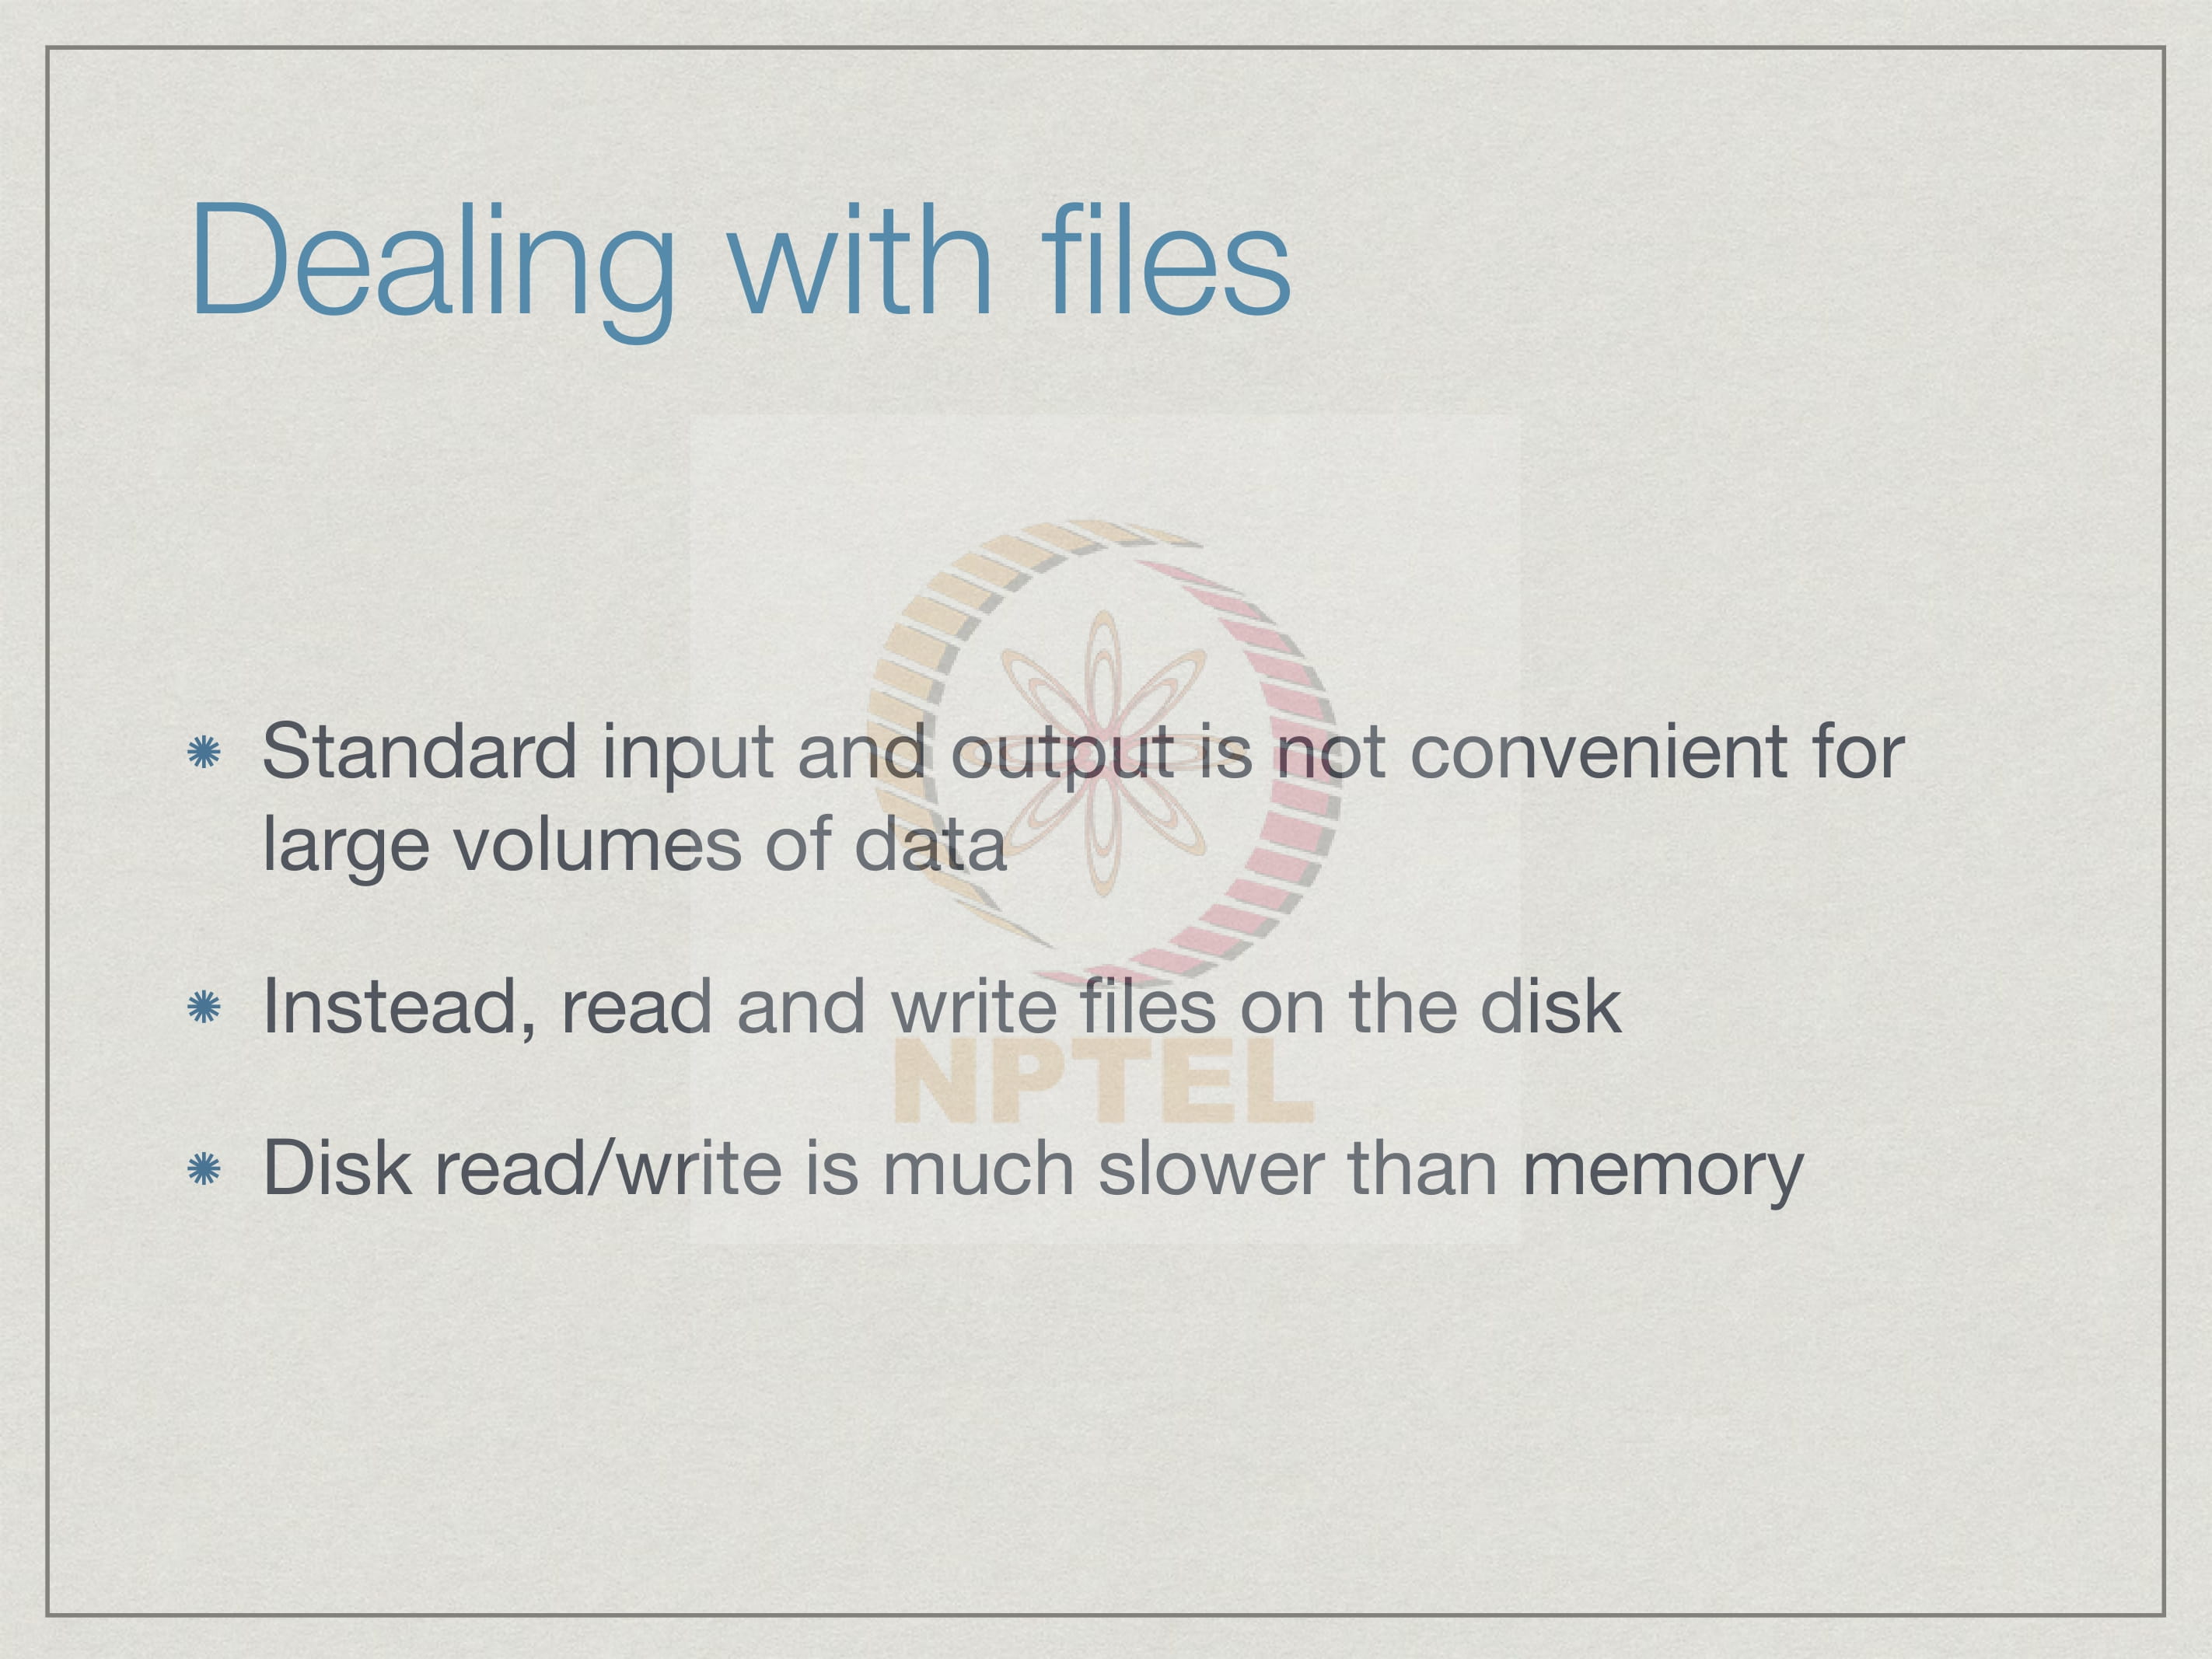 Dealing with files
Standard input and output is not convenient for
large volumes of data
Instead, read and write files on the disk
NPTEL
Disk read/write is much slower than memory